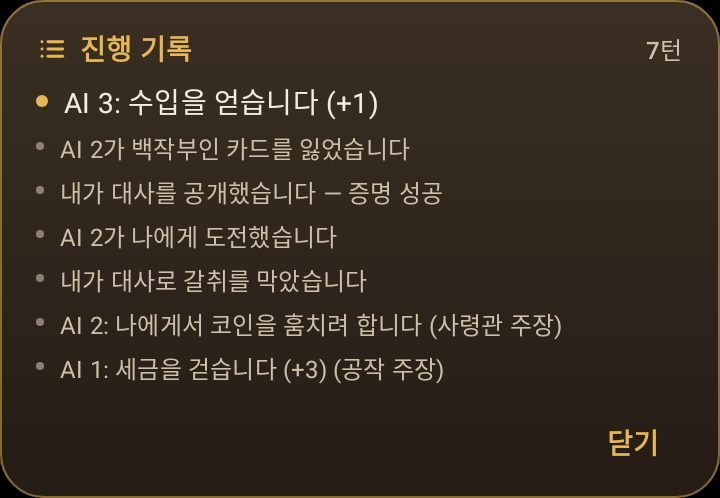 진행 기록
7턴
AI 3: 수입을 얻습니다 (+1)
AI 2가 백작부인 카드를 잃었습니다
내가 대사를 공개했습니다 – 증명 성공
AI 2가 나에게 도전했습니다
내가 대사로 갈취를 막았습니다
AI 2: 나에게서 코인을 훔치려 합니다 (사령관 주장)
AI 1: 세금을 걷습니다 (+3) (공작 주장)
닫기